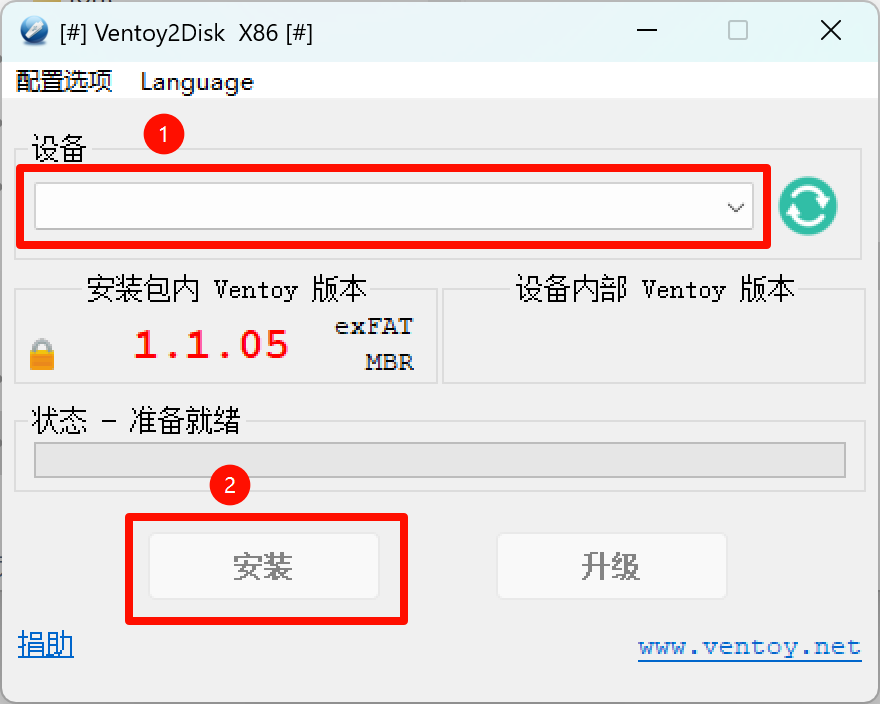 [#] Ventoy2Disk X86 [#]
配置选项 Language
设备
1
安装包内 Ventoy 版本
设备内部 Ventoy 版本
1.1.05
exFAT
MBR
状态 - 准备就绪
2
安装
升级
捐助
www.ventoy.net